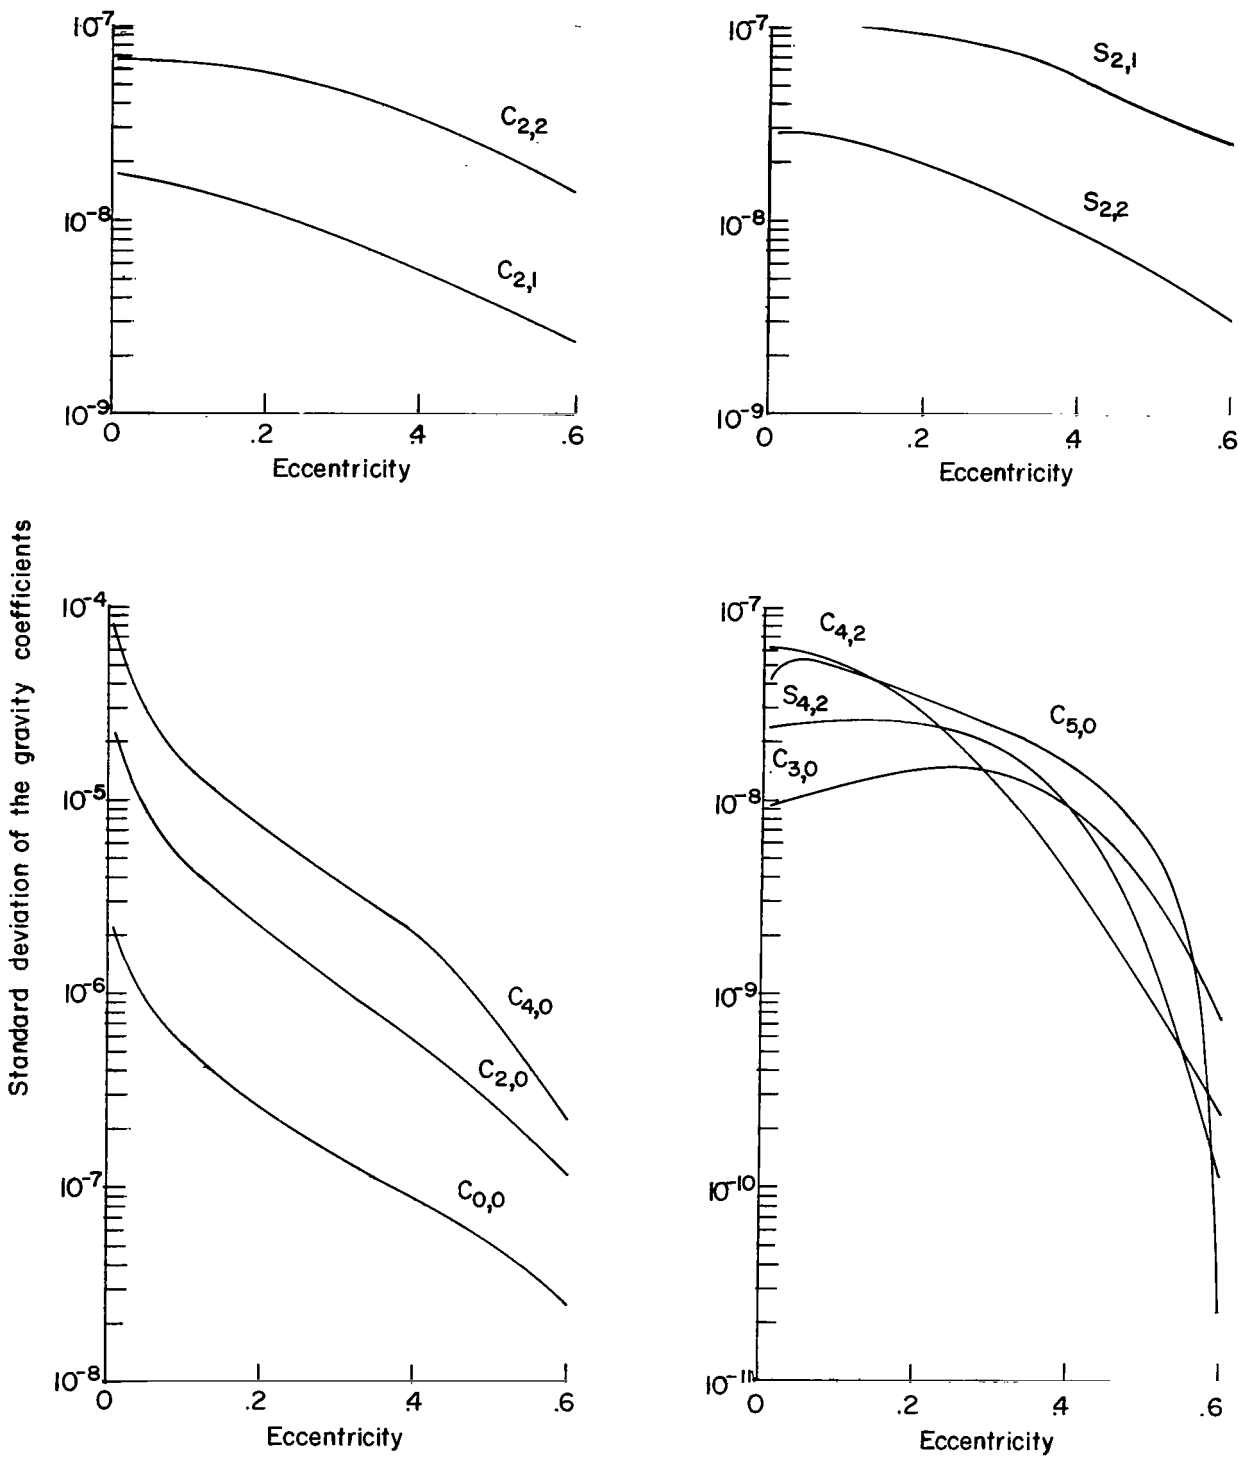 10-7
C2,2
10-8
C2,1
10-9
0 .2 .4 .6
Eccentricity
10-7
S2,1
S2,2
10-8
10-9
0 .2 .4 .6
Eccentricity
Standard deviation of the gravity coefficients
10-4
10-5
10-6
C4,0
C2,0
10-7
C0,0
10-8
0 .2 .4 .6
Eccentricity
10-7
C4,2
S4,2
C5,0
C3,0
10-8
10-9
10-10
10-11
0 .2 .4 .6
Eccentricity